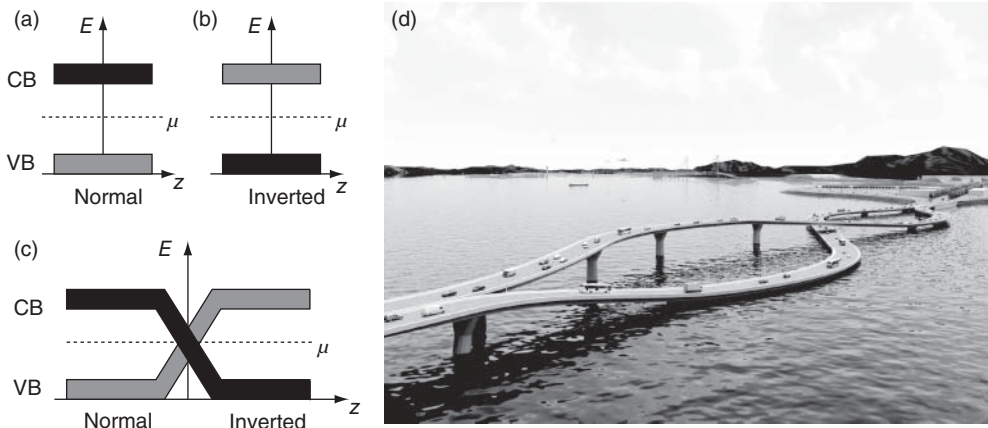 (a)
E
CB
μ
VB
z
Normal
(b)
E
μ
z
Inverted
(c)
E
CB
μ
VB
z
Normal
Inverted
(d)